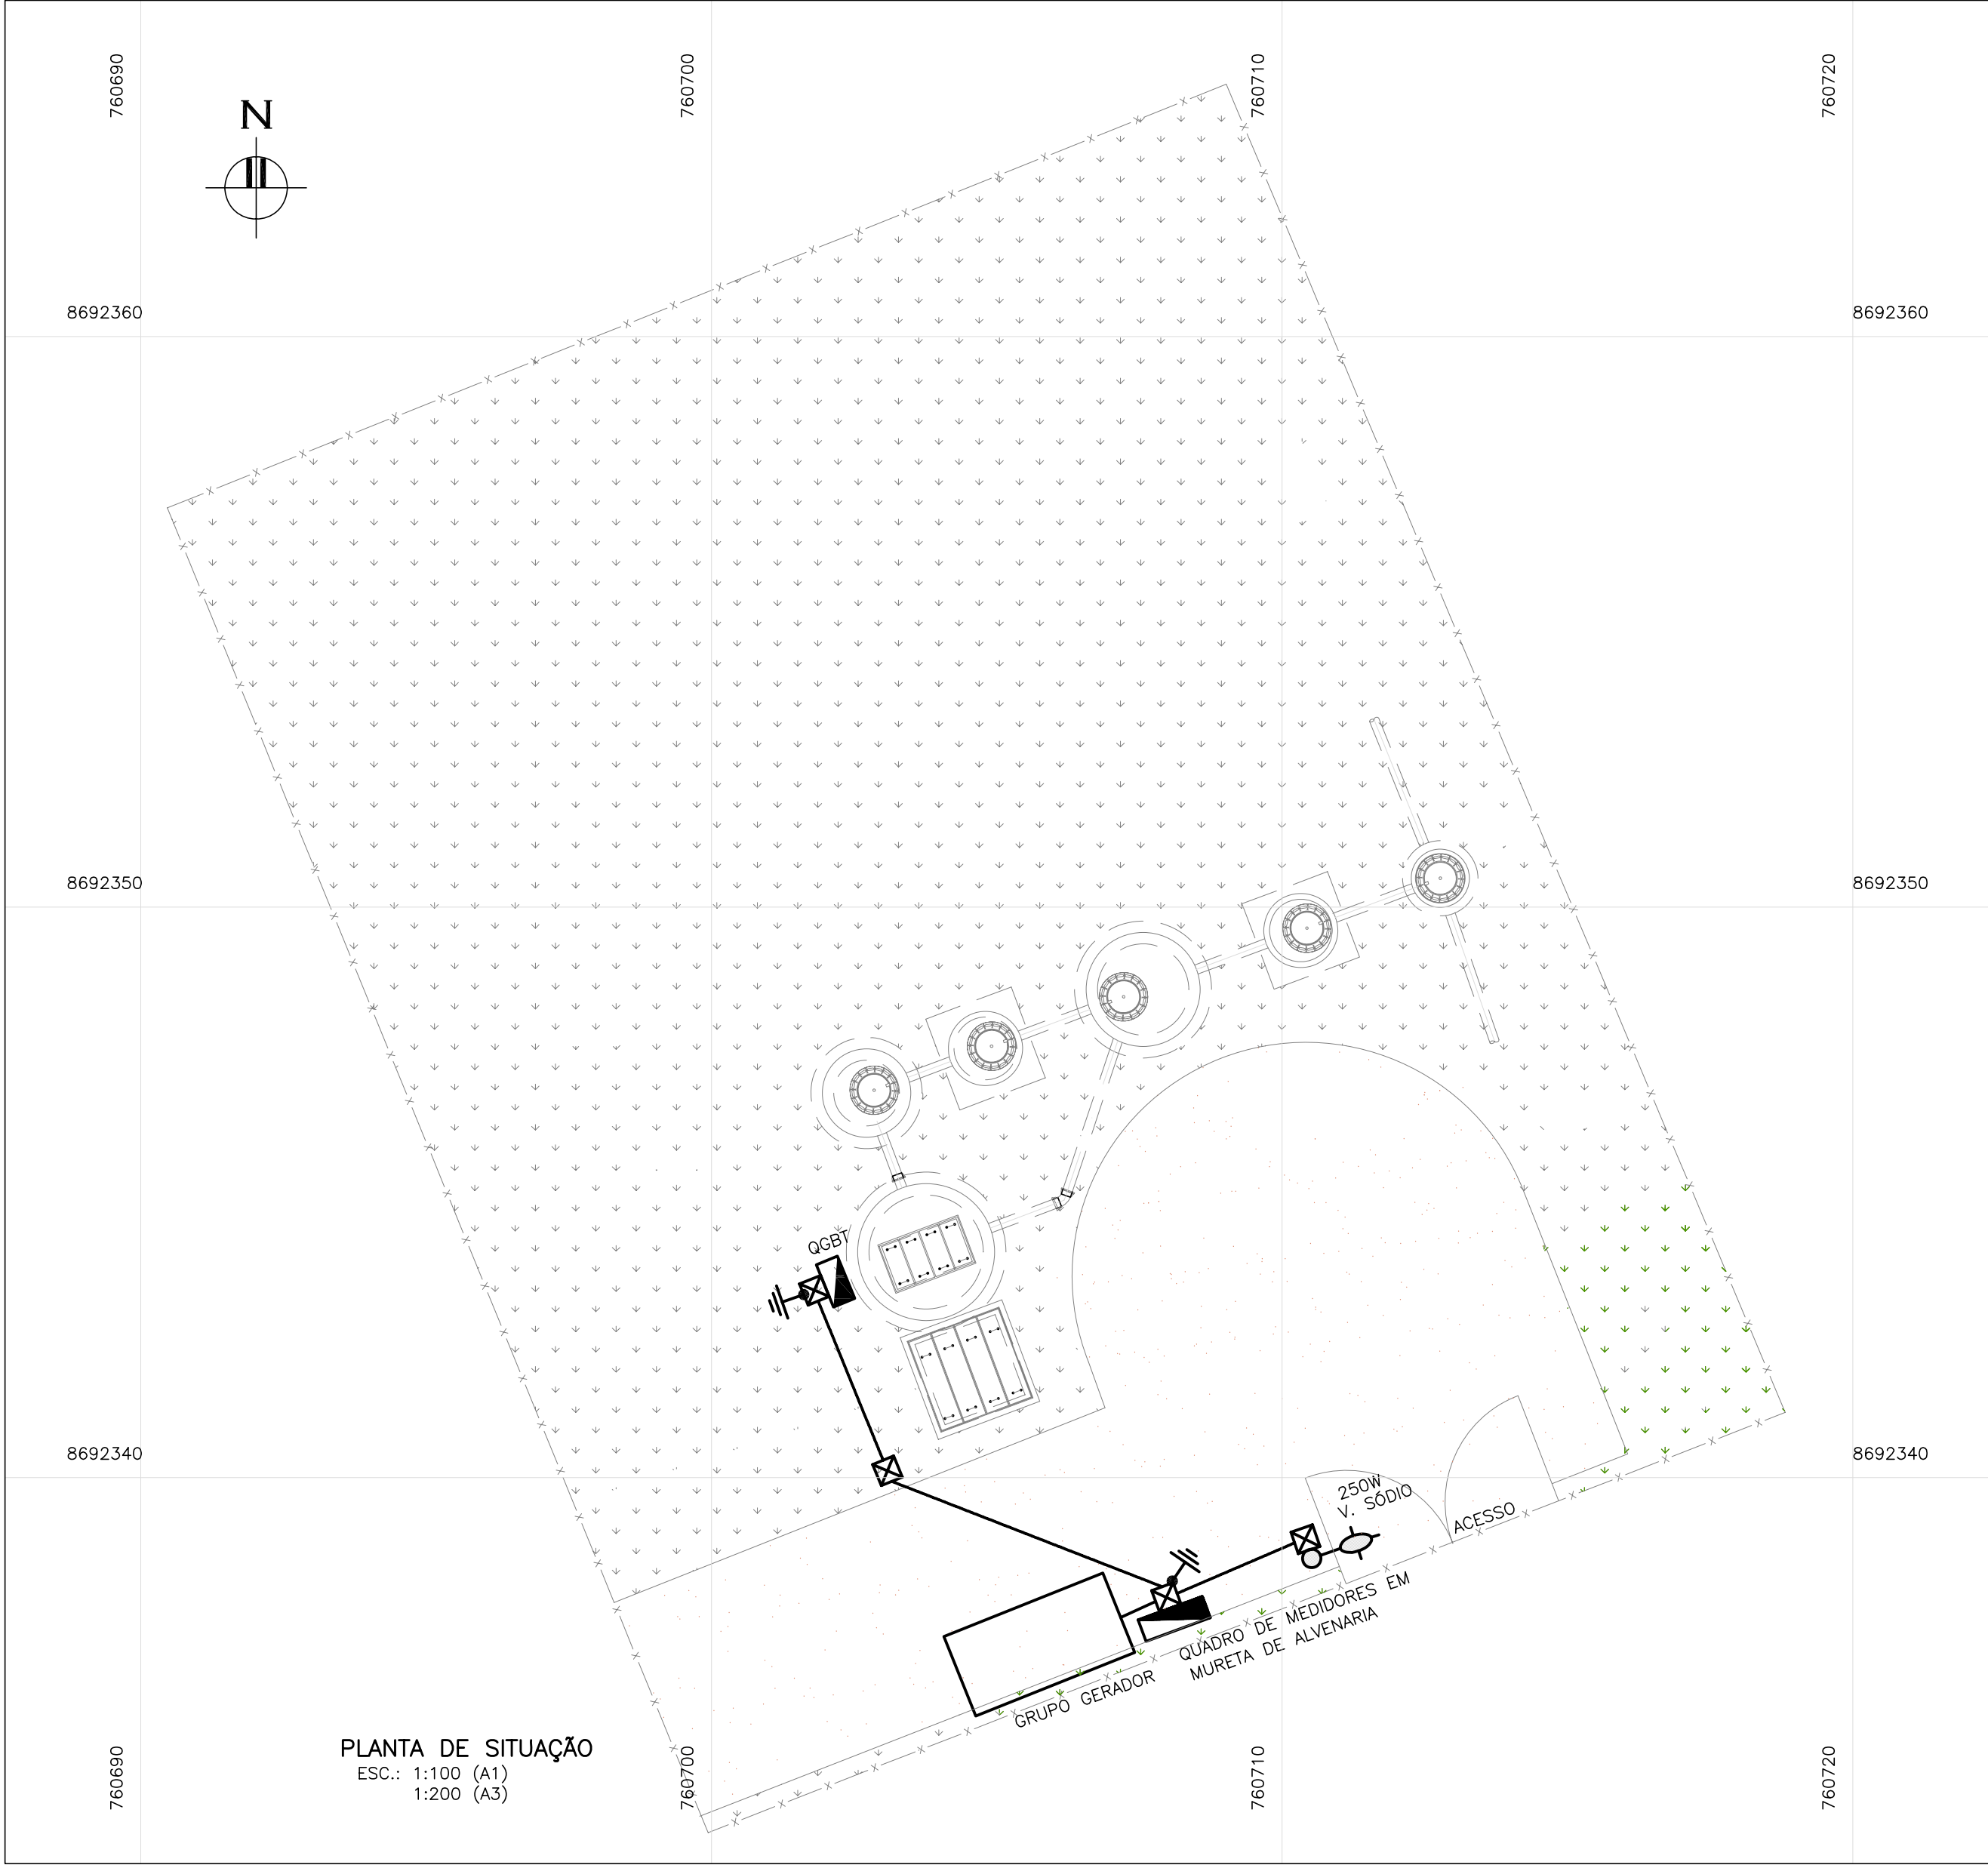 760690
760700
760710
760720
N
8692360
8692360
8692350
8692350
QGBT
8692340
8692340
250W
V. SÓDIO
ACESSO
QUADRO DE MEDIDORES EM
MURETA DE ALVENARIA
GRUPO GERADOR
PLANTA DE SITUAÇÃO
ESC.: 1:100 (A1)
1:200 (A3)
760690
760700
760710
760720